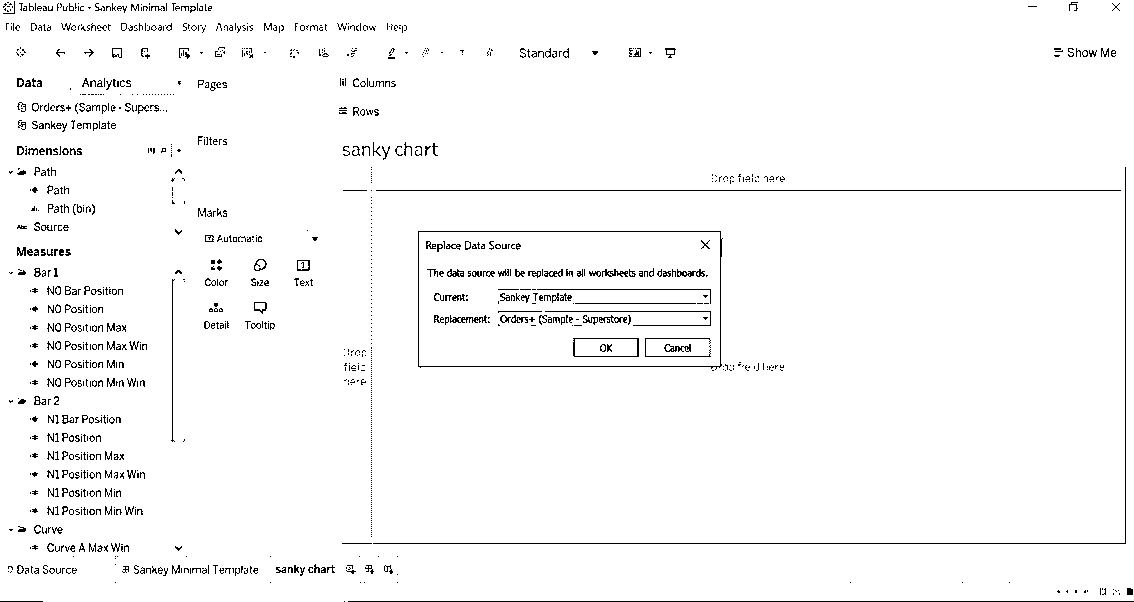 Tableau Public - Sankey Minimal Template
File Data Worksheet Dashboard Story Analysis Map Format Window Help
Standard
Show Me
Data Analytics
Pages
Columns
Orders+ (Sample - Supers...
Rows
Sankey Template
Filters
Dimensions
sanky chart
Path
Drop field here
Path
Path (bin)
Marks
Abc Source
Automatic
Measures
Replace Data Source
Bar 1
The data source will be replaced in all worksheets and dashboards.
Color Size Text
N0 Bar Position
Current: Sankey Template
N0 Position
Replacement: Orders+ (Sample - Superstore)
N0 Position Max
Detail Tooltip
N0 Position Max Win
OK Cancel
N0 Position Min
Drop
field
here
Drop field here
N0 Position Min Win
Bar 2
N1 Bar Position
N1 Position
N1 Position Max
N1 Position Max Win
N1 Position Min
N1 Position Min Win
Curve
Curve A Max Win
Data Source Sankey Minimal Template sanky chart